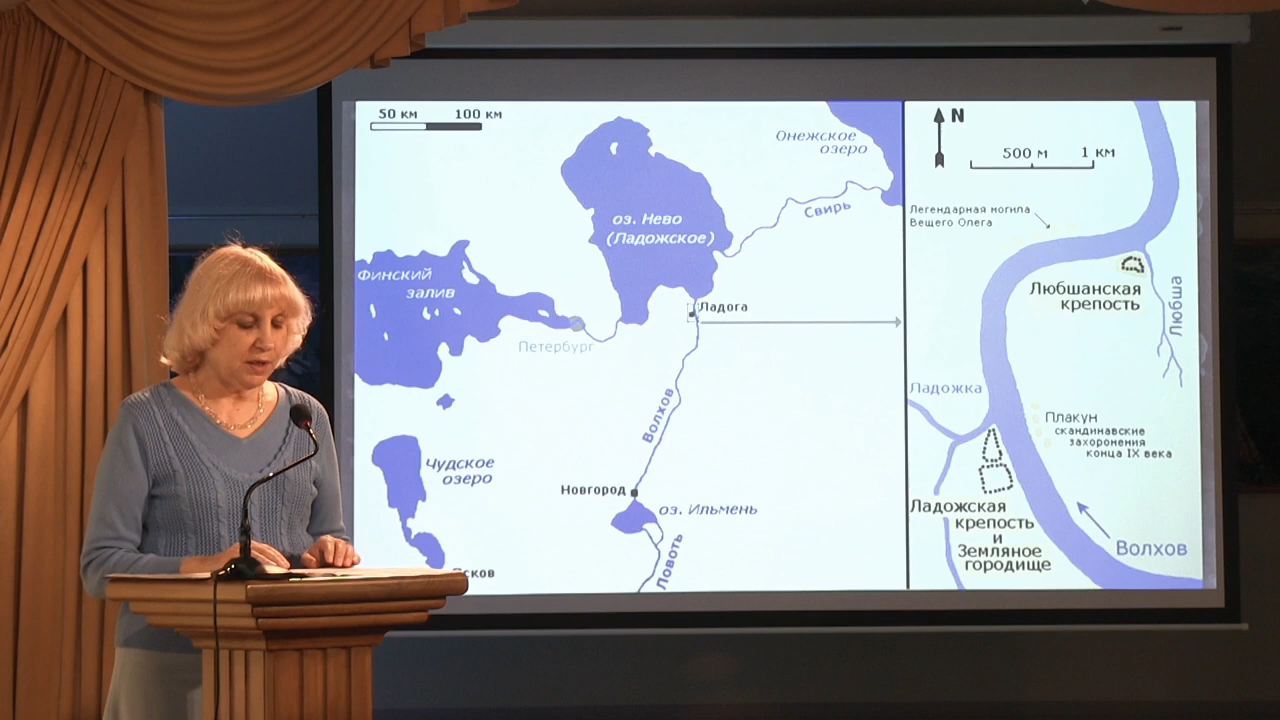 50 км 100 км
Онежское
озеро
оз. Нево
(Ладожское)
Свирь
Финский
залив
Ладога
Петербург
Волхов
Чудское
озеро
Новгород
оз. Ильмень
Ловоть
N
500 м 1 км
Легендарная могила
Вещего Олега
Любшанская
крепость
Любша
Ладожка
Плакун
скандинавские
захоронения
конца IX века
Ладожская
крепость
и
Земляное
городище
Волхов